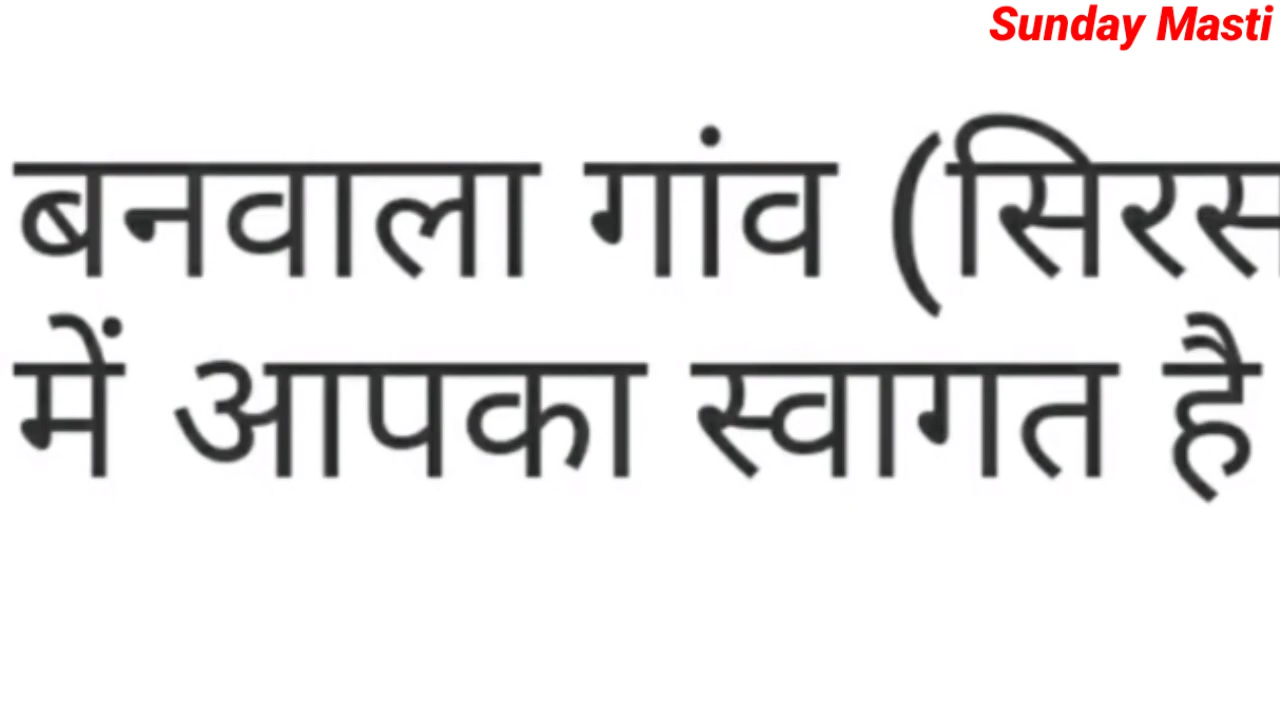 Sunday Masti
बनवाला गांव (सिरस
में आपका स्वागत है